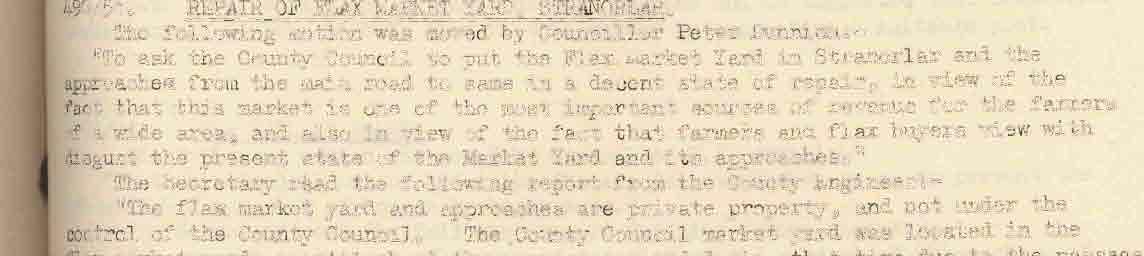 REPAIR OF FLAX MARKET YARD, STRANORLAR.
The following motion was moved by Councillor Peter
"To ask the County Council to put the Flax Market Yard in Stranorlar and the
approaches from the main road to same in a decent state of repair, in view of the
fact that this market is one of the most important sources of revenue for the farmers
of a wide area, and also in view of the fact that farmers and flax buyers view with
disgust the present state of the Market Yard and its approaches."
The Secretary read the following report from the County Engineer:-
"The flax market yard and approaches are private property, and not under the
control of the County Council. The County Council market yard was located in the
that time due to the